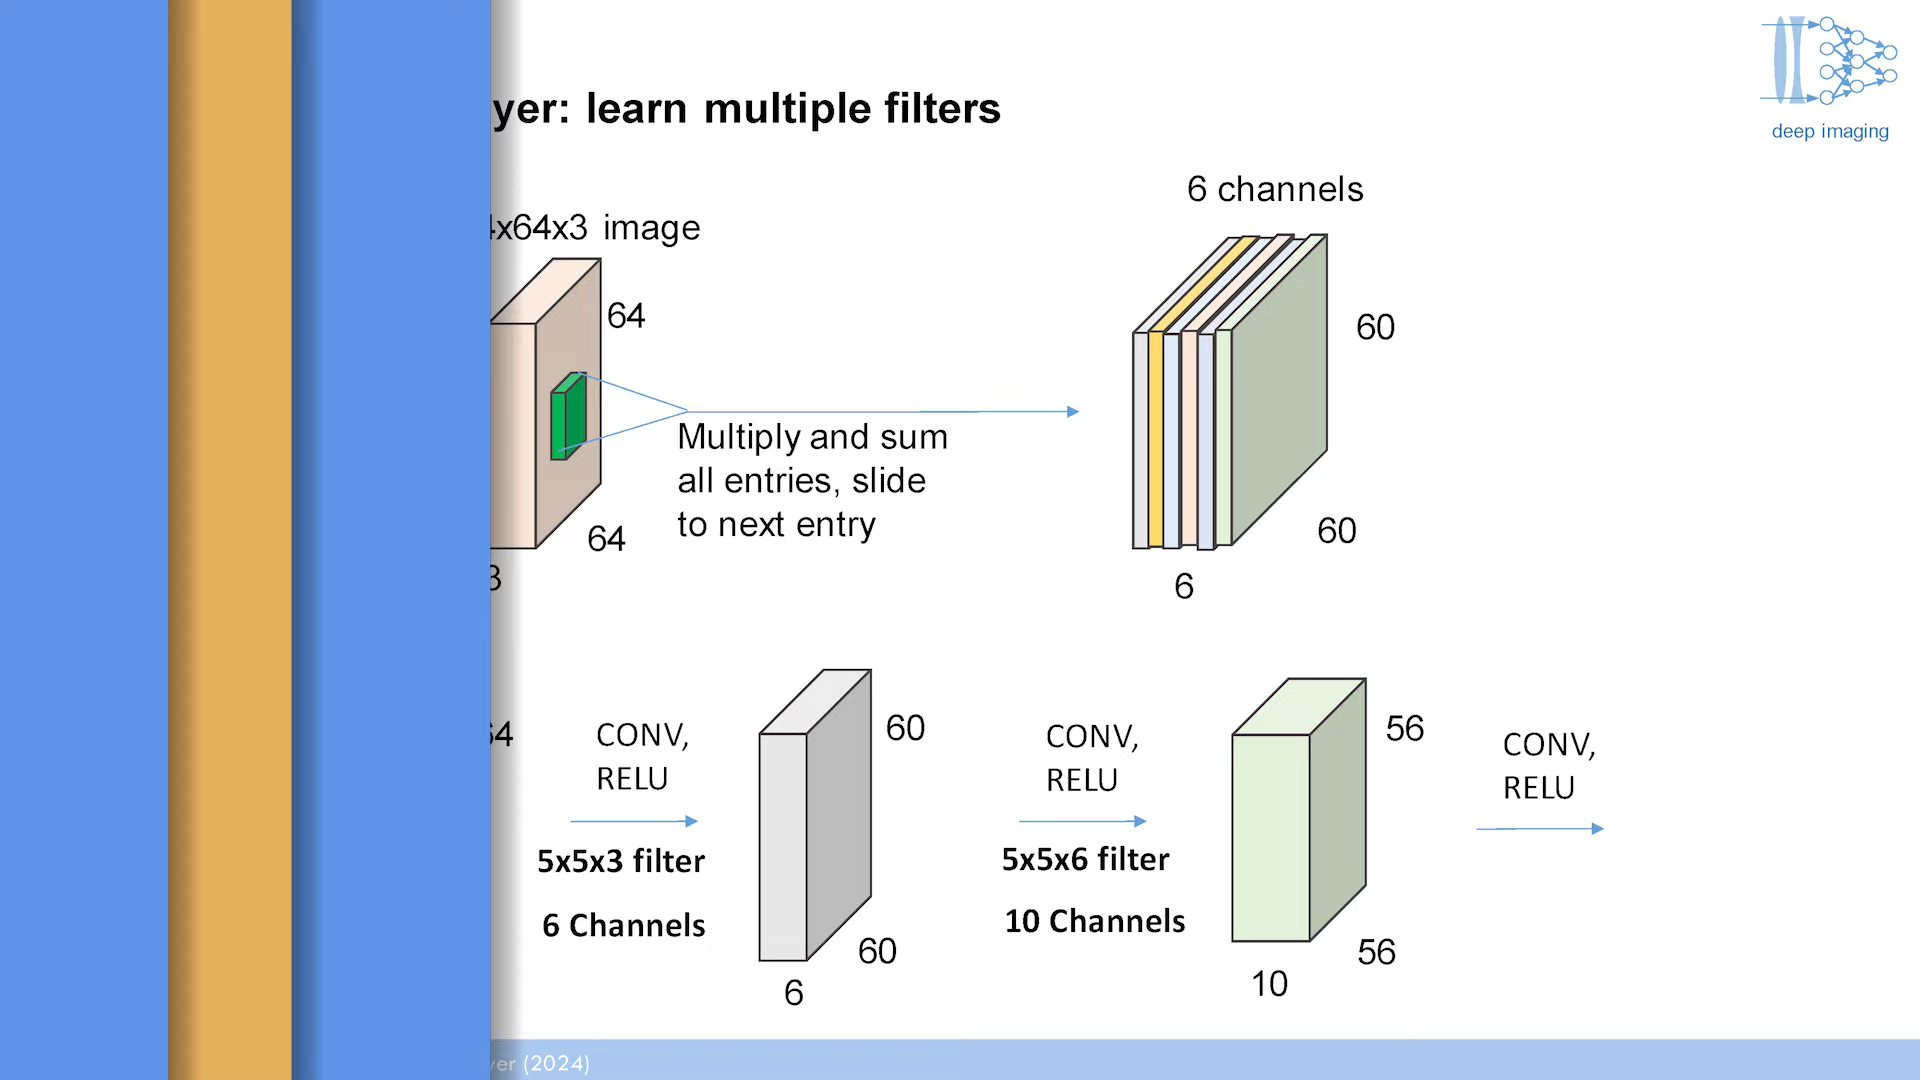 learn multiple filters
deep imaging
6 channels
image
64
60
Multiply and sum
all entries, slide
to next entry
64
60
6
CONV,
RELU
60
CONV,
RELU
56
CONV,
RELU
5x5x3 filter
5x5x6 filter
6 Channels
10 Channels
60
56
6
10
(2024)